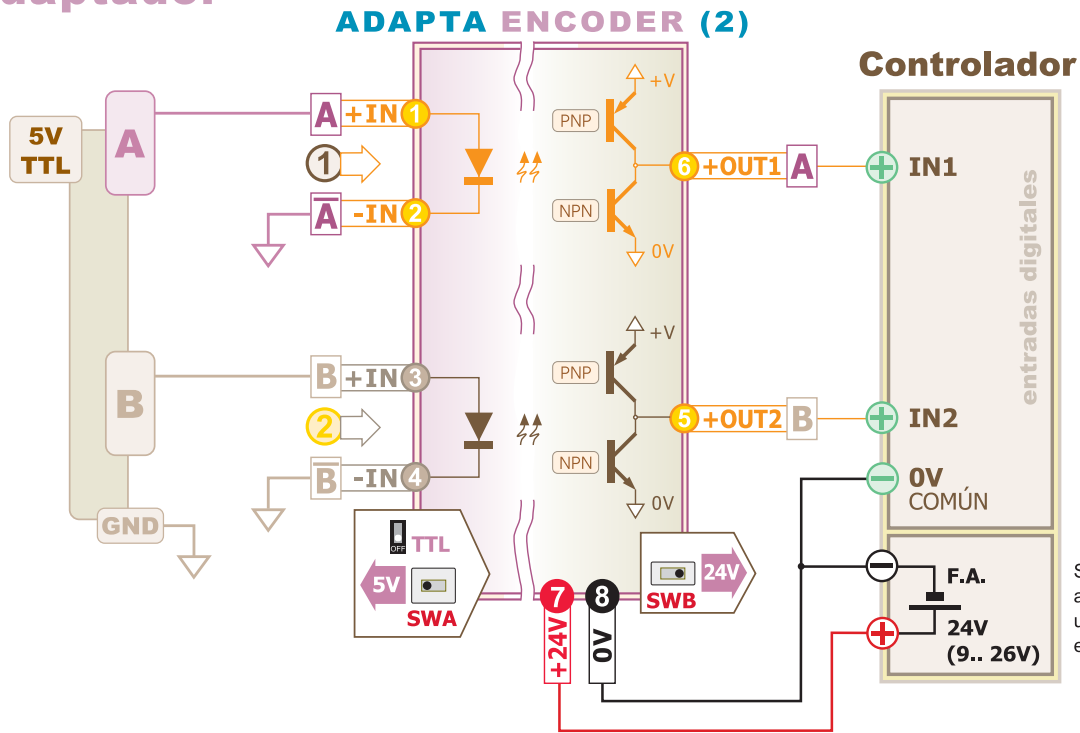 ADAPTA ENCODER (2)
Controlador
5V
TTL
A
A
+IN
1
1
A
-IN
2
PNP
+V
NPN
0V
6
+OUT1
A
IN1
entradas digitales
B
B
+IN
3
2
B
-IN
4
PNP
+V
NPN
0V
5
+OUT2
B
IN2
0V
COMÚN
GND
OFF
TTL
5V
SWA
24V
SWB
7
8
+24V
0V
F.A.
24V
(9.. 26V)